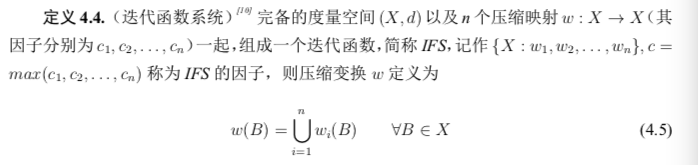 定义 4.4.（迭代函数系统）[16] 完备的度量空间 (X, d) 以及 n 个压缩映射 w : X → X（其
因子分别为 c₁, c₂, . . . , cₙ）一起，组成一个迭代函数，简称 IFS，记作 {X : w₁, w₂, . . . , wₙ}, c =
max(c₁, c₂, . . . , cₙ) 称为 IFS 的因子，则压缩变换 w 定义为
w(B) = ⋃ⁿᵢ₌₁ wᵢ(B) ∀B ∈ X (4.5)